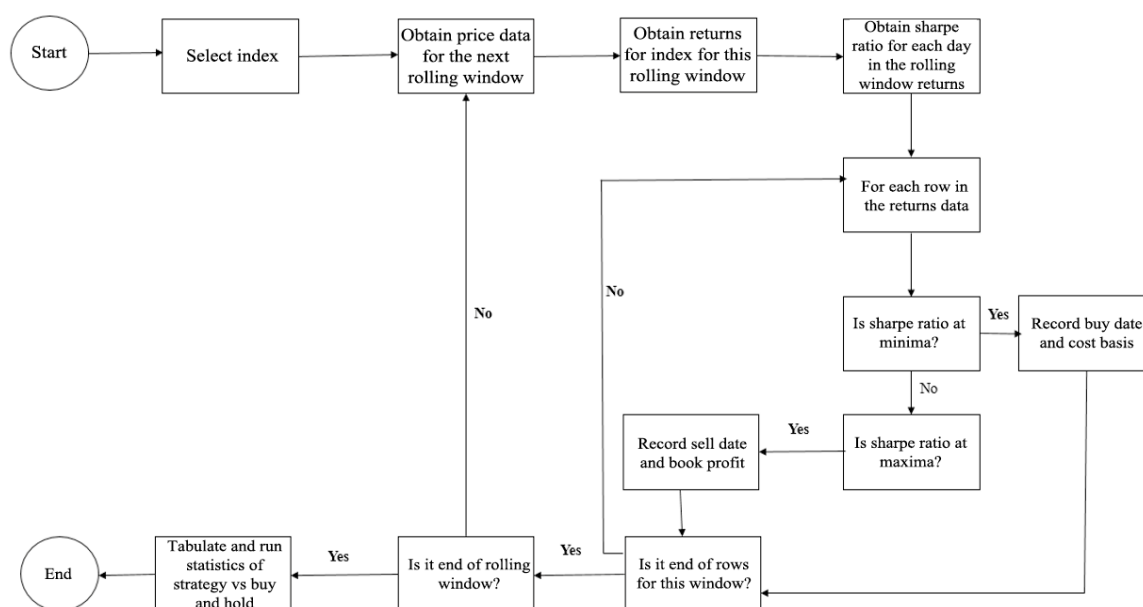 Start
Select index
Obtain price data
for the next
rolling window
Obtain returns
for index for this
rolling window
Obtain sharpe
ratio for each day
in the rolling
window returns
For each row in
the returns data
No
No
Is sharpe ratio at
minima?
Yes
Record buy date
and cost basis
No
Record sell date
and book profit
Yes
Is sharpe ratio at
maxima?
End
Tabulate and run
statistics of
strategy vs buy
and hold
Yes
Is it end of rolling
window?
Yes
Is it end of rows
for this window?